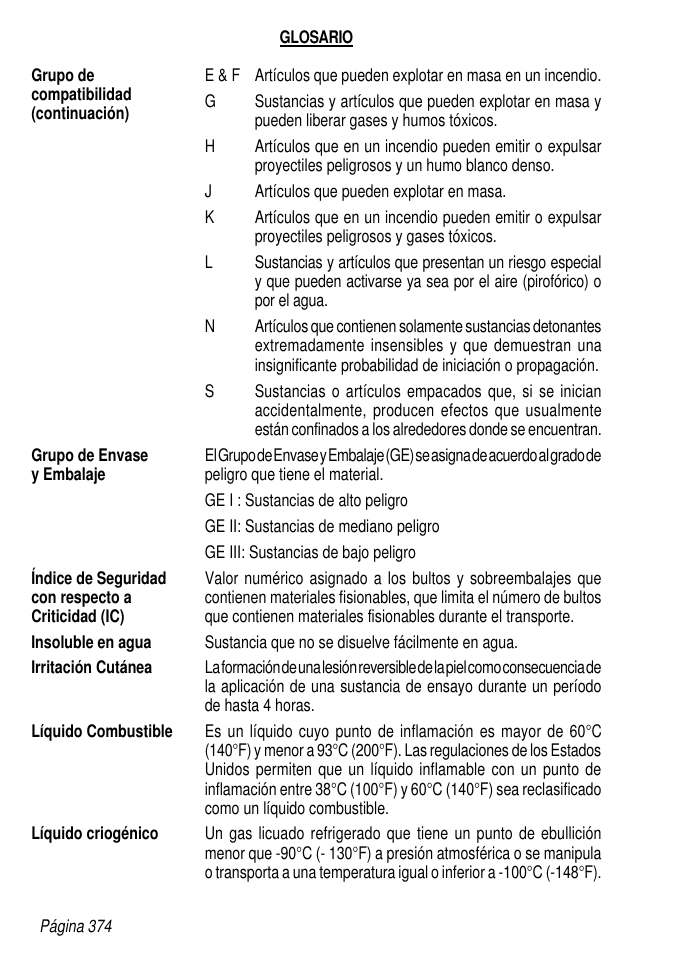 GLOSARIO
Grupo de
compatibilidad
(continuación)
E & F Artículos que pueden explotar en masa en un incendio.
G Sustancias y artículos que pueden explotar en masa y
pueden liberar gases y humos tóxicos.
H Artículos que en un incendio pueden emitir o expulsar
proyectiles peligrosos y un humo blanco denso.
J Artículos que pueden explotar en masa.
K Artículos que en un incendio pueden emitir o expulsar
proyectiles peligrosos y gases tóxicos.
L Sustancias y artículos que presentan un riesgo especial
y que pueden activarse ya sea por el aire (pirofórico) o
por el agua.
N Artículos que contienen solamente sustancias detonantes
extremadamente insensibles y que demuestran una
insignificante probabilidad de iniciación o propagación.
S Sustancias o artículos empacados que, si se inician
accidentalmente, producen efectos que usualmente
están confinados a los alrededores donde se encuentran.
Grupo de Envase
y Embalaje
El Grupo de Envase y Embalaje (GE) se asigna de acuerdo al grado de
peligro que tiene el material.
GE I : Sustancias de alto peligro
GE II: Sustancias de mediano peligro
GE III: Sustancias de bajo peligro
Índice de Seguridad
con respecto a
Criticidad (IC)
Valor numérico asignado a los bultos y sobreembalajes que
contienen materiales fisionables, que limita el número de bultos
que contienen materiales fisionables durante el transporte.
Insoluble en agua Sustancia que no se disuelve fácilmente en agua.
Irritación Cutánea La formación de una lesión reversible de la piel como consecuencia de
la aplicación de una sustancia de ensayo durante un período
de hasta 4 horas.
Líquido Combustible Es un líquido cuyo punto de inflamación es mayor de 60°C
(140°F) y menor a 93°C (200°F). Las regulaciones de los Estados
Unidos permiten que un líquido inflamable con un punto de
inflamación entre 38°C (100°F) y 60°C (140°F) sea reclasificado
como un líquido combustible.
Líquido criogénico Un gas licuado refrigerado que tiene un punto de ebullición
menor que -90°C (- 130°F) a presión atmosférica o se manipula
o transporta a una temperatura igual o inferior a -100°C (-148°F).
Página 374